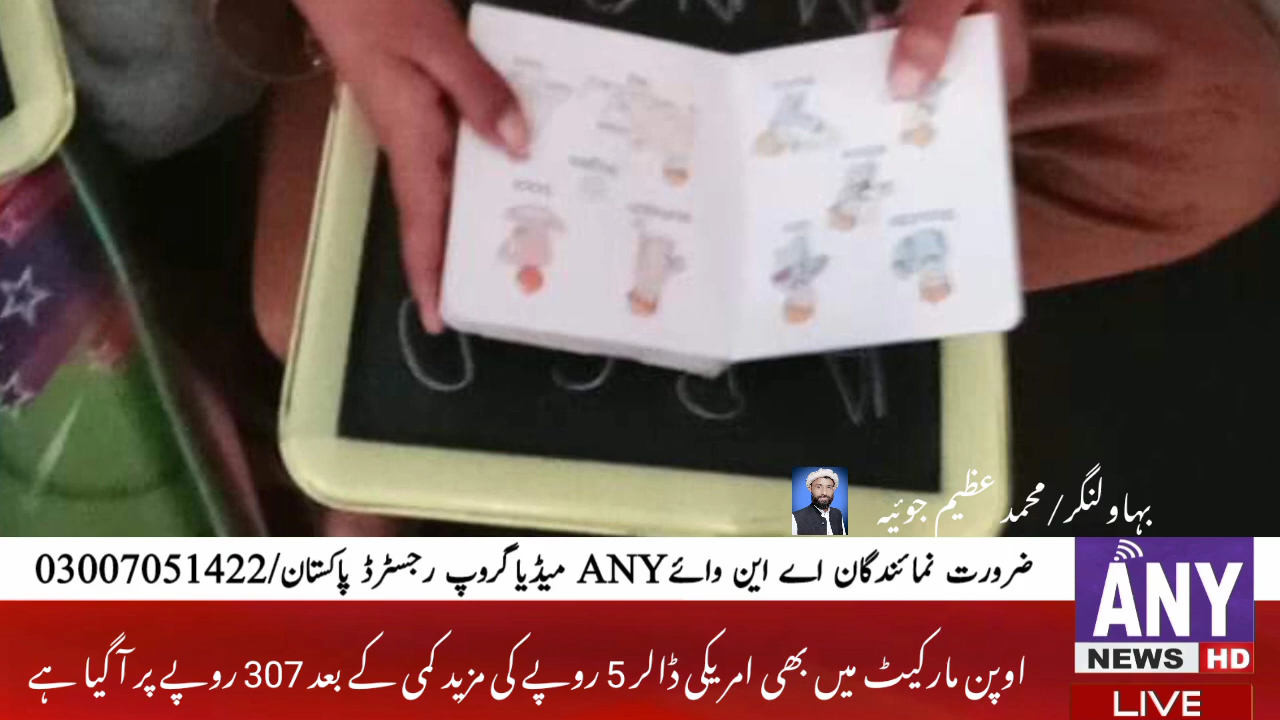 بہاولنگر/محمد عظیم جوئیہ
ضرورت نمائندگان اے این وائے ANY میڈیا گروپ رجسٹرڈ پاکستان/03007051422
اوپن مارکیٹ میں بھی امریکی ڈالر 5 روپے کی مزید کمی کے بعد 307 روپے پر آ گیا ہے
ANY
NEWS HD
LIVE